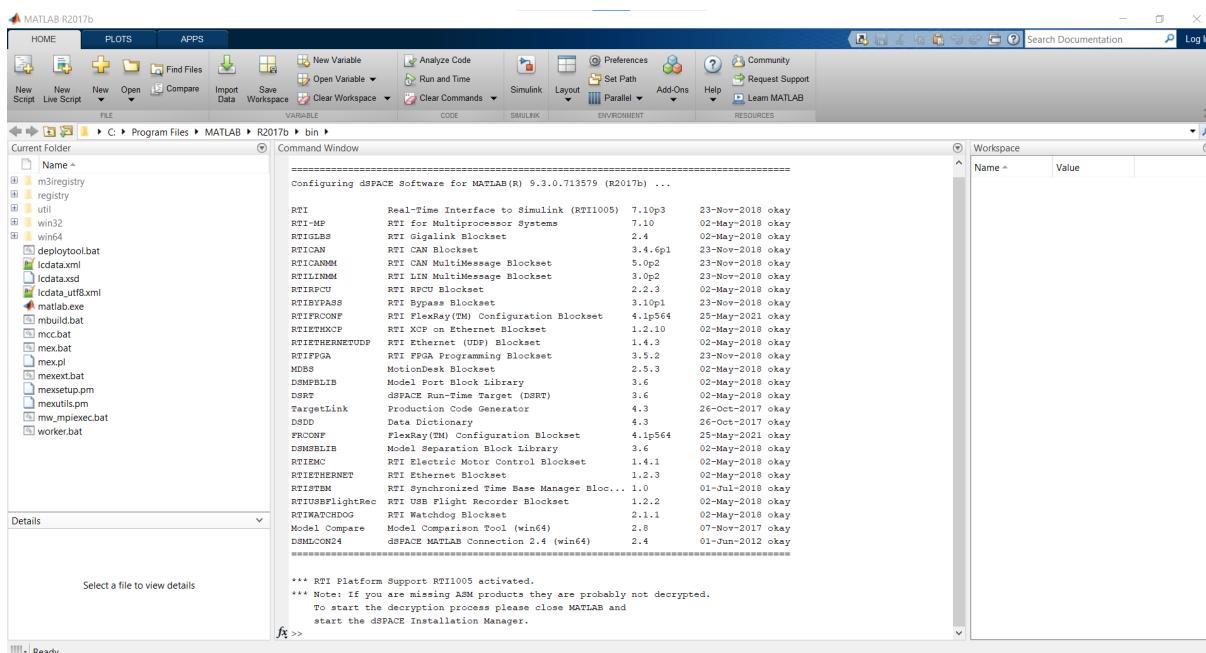 MATLAB R2017b
HOME PLOTS APPS
Search Documentation
New Script
New Live Script
New
Open
Find Files
Compare
Import Data
Save Workspace
New Variable
Open Variable
Clear Workspace
Analyze Code
Run and Time
Clear Commands
Simulink
Layout
Preferences
Set Path
Parallel
Add-Ons
Help
Community
Request Support
Learn MATLAB
FILE VARIABLE CODE SIMULINK ENVIRONMENT RESOURCES
C: Program Files MATLAB R2017b bin
Current Folder
Name
m3iregistry
registry
util
win32
win64
deploytool.bat
lcdata.xml
lcdata.xsd
lcdata_utf8.xml
matlab.exe
mbuild.bat
mcc.bat
mex.bat
mex.pl
mexext.bat
mexsetup.pm
mexutils.pm
mw_mpiexec.bat
worker.bat
Details
Select a file to view details
Command Window
Configuring dSPACE Software for MATLAB(R) 9.3.0.713579 (R2017b) ...
RTI Real-Time Interface to Simulink (RTI1005) 7.10p3 23-Nov-2018 okay
RTI-MP RTI for Multiprocessor Systems 7.10 02-May-2018 okay
RTIGLBS RTI Gigalink Blockset 2.4 02-May-2018 okay
RTICAN RTI CAN Blockset 3.4.6p1 23-Nov-2018 okay
RTICANMM RTI CAN MultiMessage Blockset 5.0p2 23-Nov-2018 okay
RTILINMM RTI LIN MultiMessage Blockset 3.0p2 23-Nov-2018 okay
RTIRPCU RTI RPCU Blockset 2.2.3 02-May-2018 okay
RTIBYPASS RTI Bypass Blockset 3.10p1 23-Nov-2018 okay
RTIFRCONF RTI FlexRay(TM) Configuration Blockset 4.1p564 25-May-2021 okay
RTIETHXCP RTI XCP on Ethernet Blockset 1.2.10 02-May-2018 okay
RTIETHERNETUDP RTI Ethernet (UDP) Blockset 1.4.3 02-May-2018 okay
RTIFPGA RTI FPGA Programming Blockset 3.5.2 23-Nov-2018 okay
MDBS MotionDesk Blockset 2.5.3 02-May-2018 okay
DSMPBLIB Model Port Block Library 3.6 02-May-2018 okay
DSRT dSPACE Run-Time Target (DSRT) 3.6 02-May-2018 okay
TargetLink Production Code Generator 4.3 26-Oct-2017 okay
DSDD Data Dictionary 4.3 26-Oct-2017 okay
FRCONF FlexRay(TM) Configuration Blockset 4.1p564 25-May-2021 okay
DSMSBLIB Model Separation Block Library 3.6 02-May-2018 okay
RTIEMC RTI Electric Motor Control Blockset 1.4.1 02-May-2018 okay
RTIETHERNET RTI Ethernet Blockset 1.2.3 02-May-2018 okay
RTISTBM RTI Synchronized Time Base Manager Bloc... 1.0 01-Jul-2018 okay
RTIUSBFlightRec RTI USB Flight Recorder Blockset 1.2.2 02-May-2018 okay
RTIWATCHDOG RTI Watchdog Blockset 2.1.1 02-May-2018 okay
Model Compare Model Comparison Tool (win64) 2.8 07-Nov-2017 okay
DSMLCON24 dSPACE MATLAB Connection 2.4 (win64) 2.4 01-Jun-2012 okay
*** RTI Platform Support RTI1005 activated.
*** Note: If you are missing ASM products they are probably not decrypted.
To start the decryption process please close MATLAB and
start the dSPACE Installation Manager.
fx >>
Workspace
Name Value
Ready